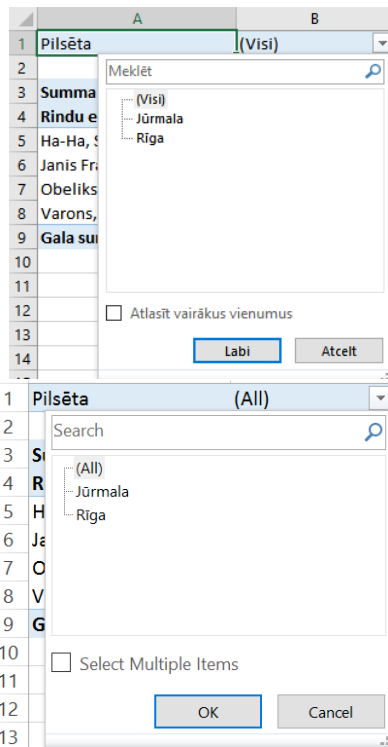 A B
1 Pilsēta (Visi)
2 Meklēt
3 Summa
(Visi)
4 Rindu e
Jūrmala
5 Ha-Ha, S
Rīga
6 Janis Fra
7 Obeliks
8 Varons,
9 Gala su
10
11
12
Atlasīt vairākus vienumus
13
14
Labi Atcelt
1 Pilsēta (All)
2 Search
3 S
(All)
4 R
Jūrmala
5 H
Rīga
6 Ja
7 O
8 V
9 G
10
Select Multiple Items
11
12 OK Cancel
13